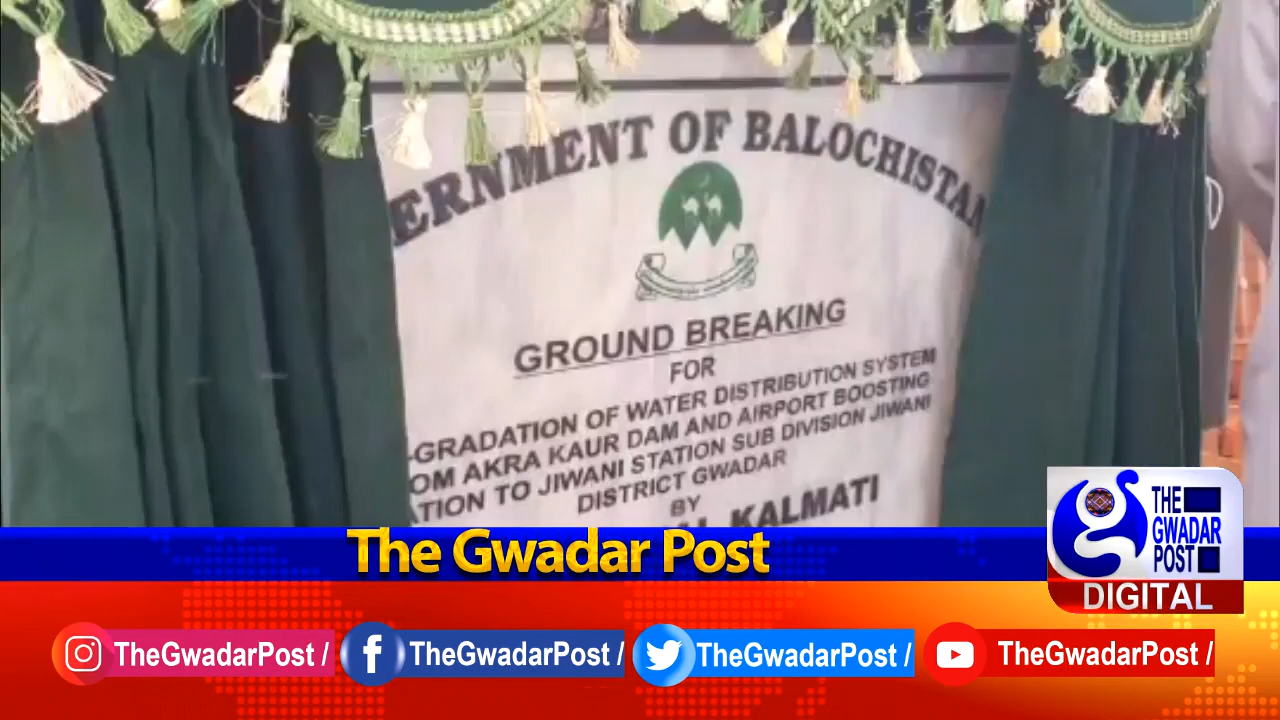 ERNMENT OF BALOCHISTAN
GROUND BREAKING
FOR
-GRADATION OF WATER DISTRIBUTION SYSTEM
OM AKRA KAUR DAM AND AIRPORT BOOSTING
ATION TO JIWANI STATION SUB DIVISION JIWANI
DISTRICT GWADAR
BY
KALMATI
The Gwadar Post
THE
GWADAR
POST
DIGITAL
TheGwadarPost /
TheGwadarPost /
TheGwadarPost /
TheGwadarPost /